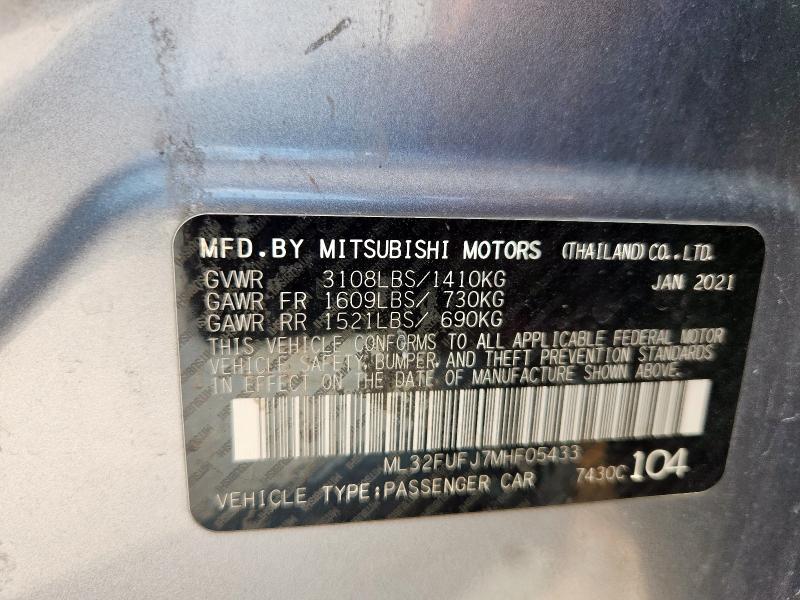 MFD.BY MITSUBISHI MOTORS (THAILAND) CO.,LTD.
GVWR 3108LBS/1410KG JAN 2021
GAWR FR 1609LBS/ 730KG
GAWR RR 1521LBS/ 690KG
THIS VEHICLE CONFORMS TO ALL APPLICABLE FEDERAL MOTOR
VEHICLE SAFETY, BUMPER, AND THEFT PREVENTION STANDARDS
IN EFFECT ON THE DATE OF MANUFACTURE SHOWN ABOVE.
ML32FUFJ7MHF05433
VEHICLE TYPE:PASSENGER CAR 7430C 104